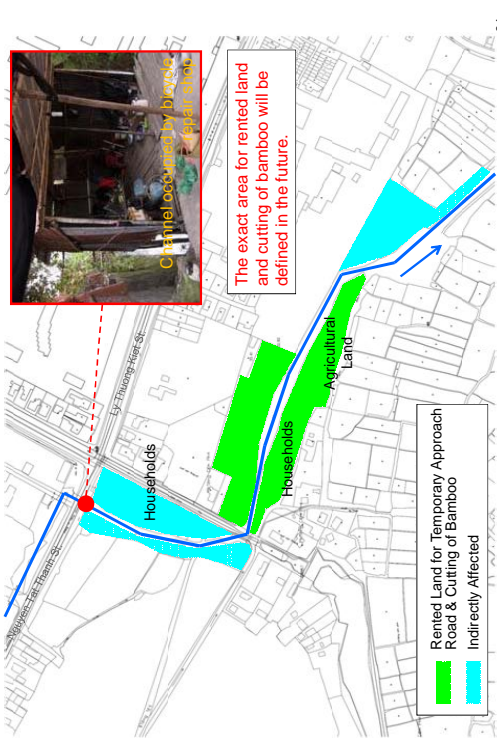 Channel occupied by bicycle
repair shop
The exact area for rented land
and cutting of bamboo will be
defined in the future.
Nguyen Tat Thanh St.
Ly Thuong Kiet St.
Households
Households
Agricultural
Land
Rented Land for Temporary Approach
Road & Cutting of Bamboo
Indirectly Affected